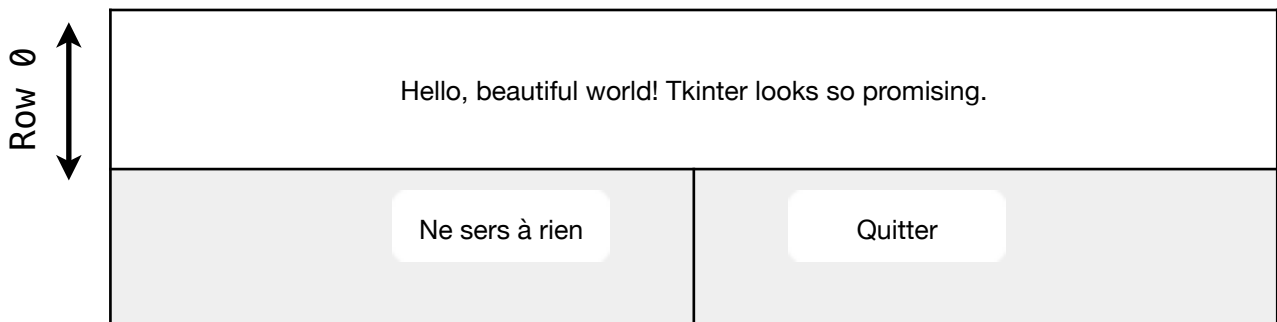 Row 0
Hello, beautiful world! Tkinter looks so promising.
Ne sers à rien
Quitter